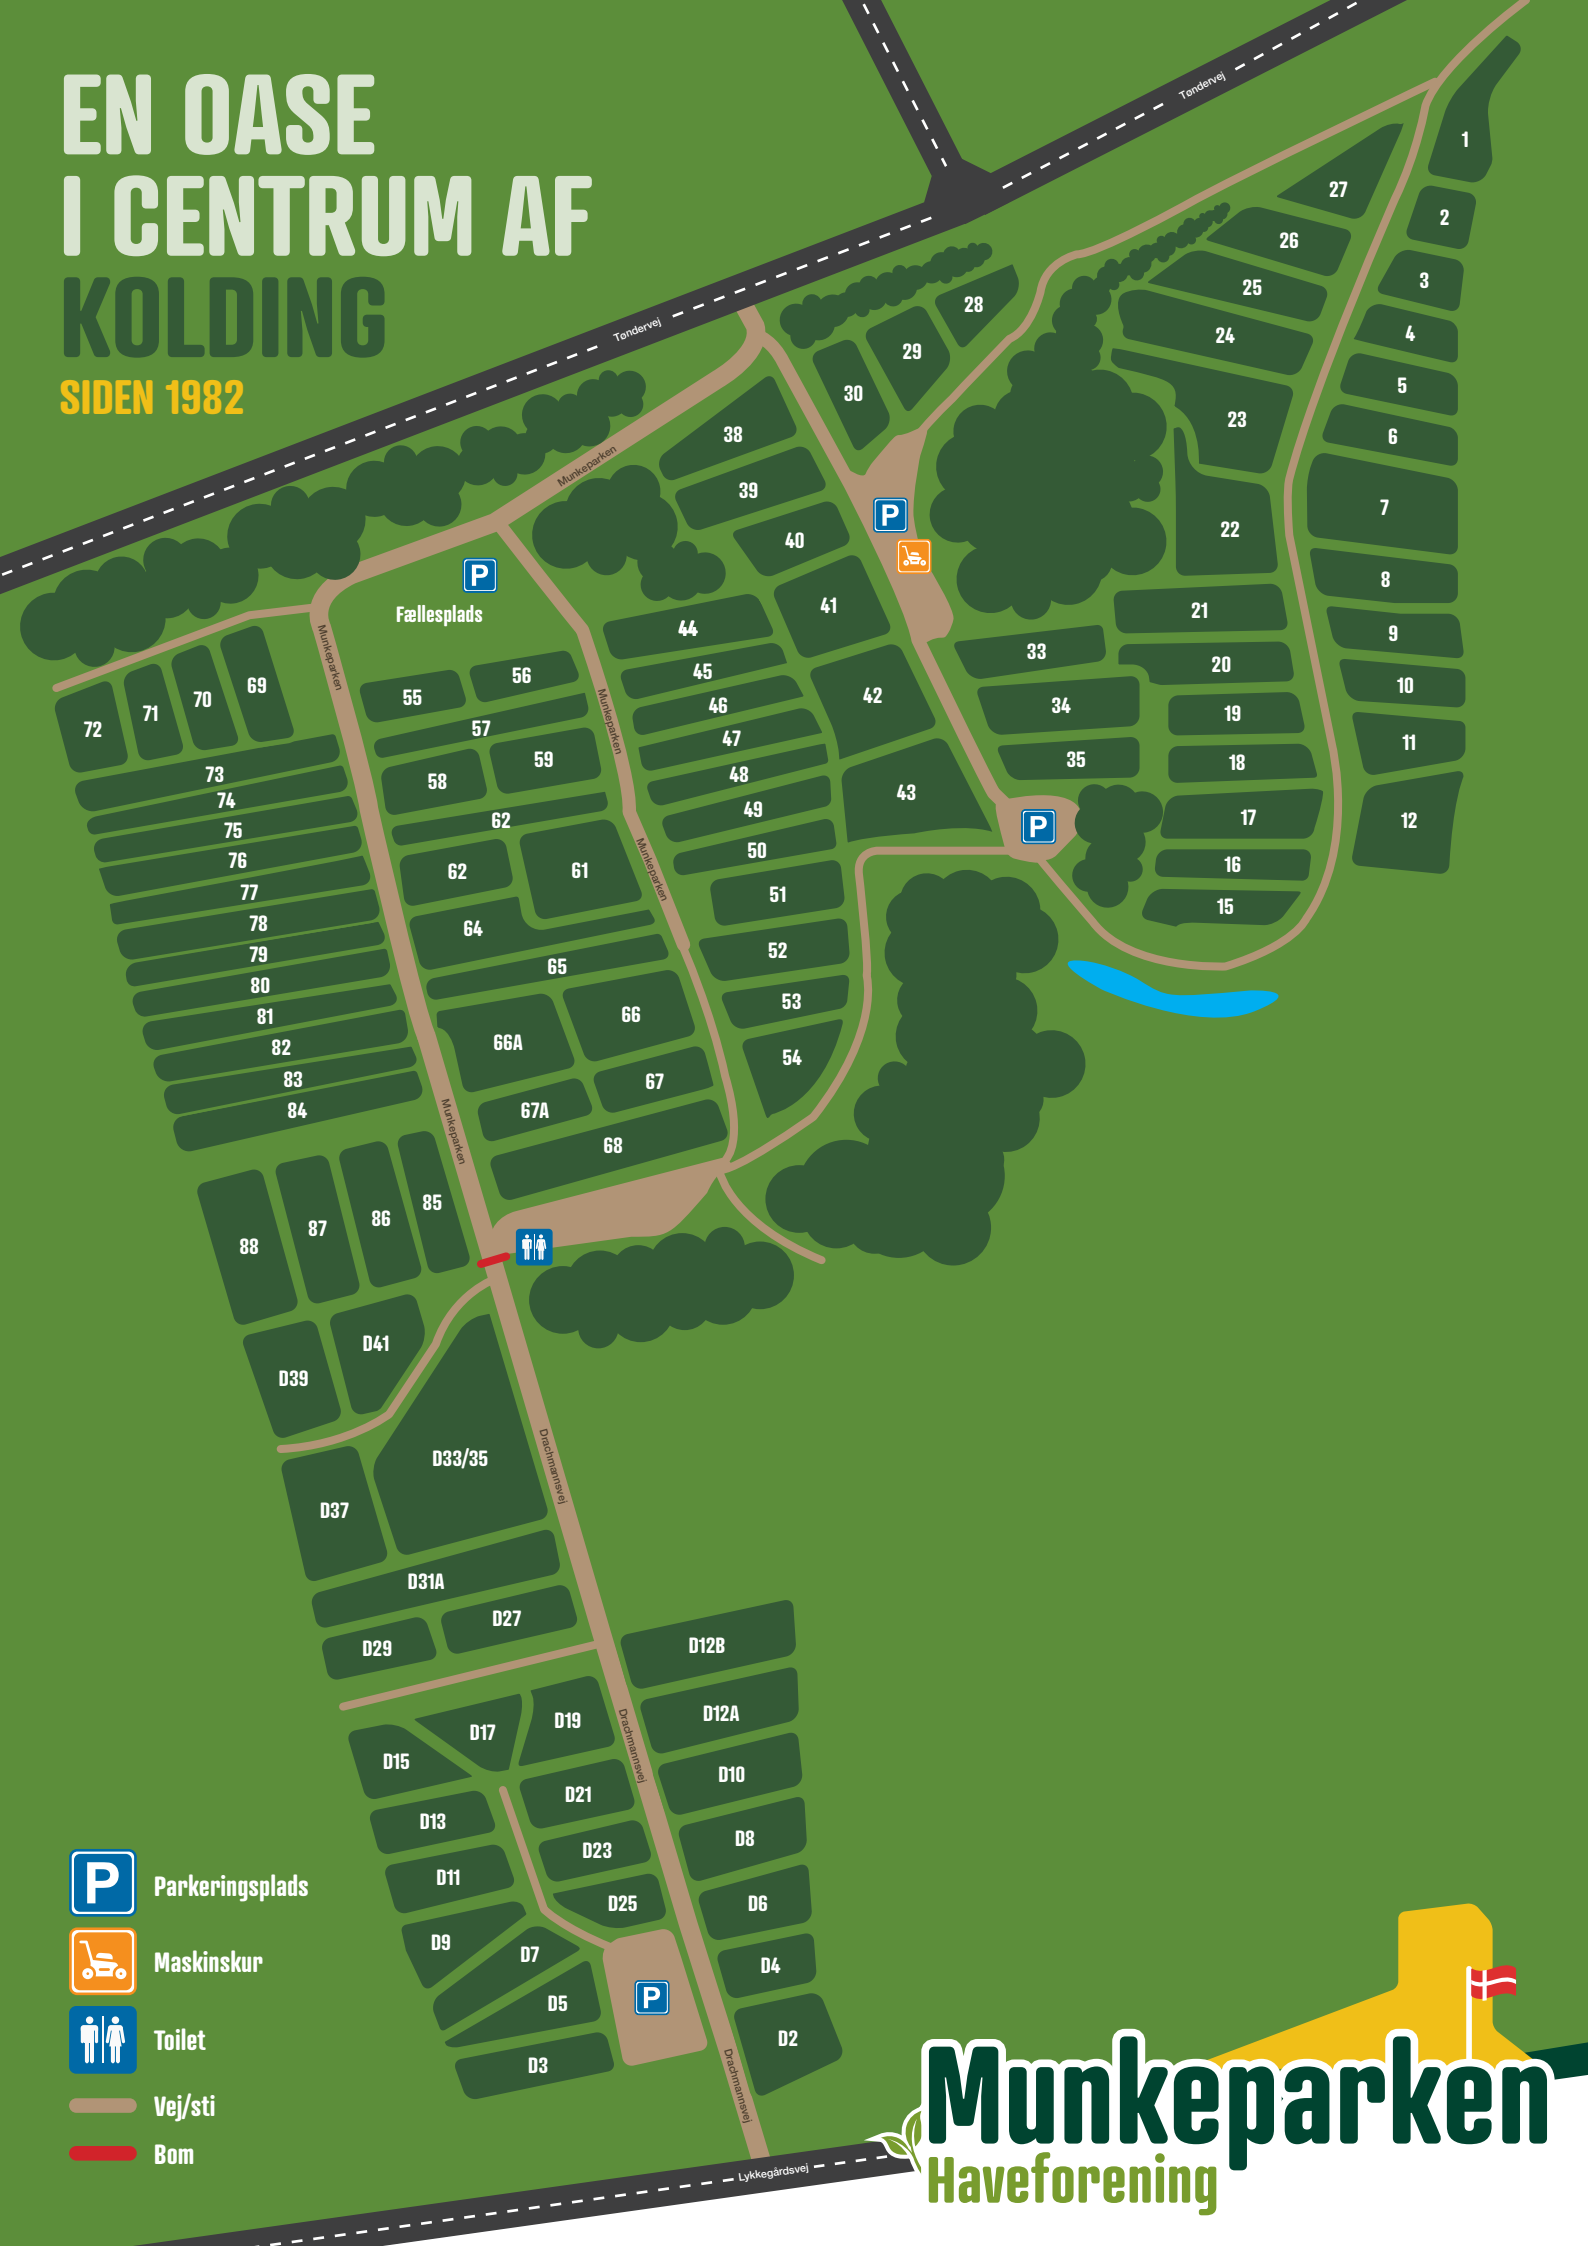 EN OASE
I CENTRUM AF
KOLDING
SIDEN 1982
Tøndervej
Tøndervej
1
27
2
26
3
25
28
4
24
29
5
30
23
38
6
39
7
P
22
40
P
Fællesplads
Munkeparken
8
41
21
44
9
33
20
45
56
69
10
42
55
70
46
34
19
71
57
47
11
72
59
35
18
48
58
73
43
49
17
12
74
62
P
75
50
16
76
62
61
51
15
77
64
78
52
79
65
80
53
66
81
66A
54
82
67
83
67A
84
68
85
86
87
88
Munkeparken
Munkeparken
Munkeparken
Munkeparken
D41
D39
D33/35
D37
Drachmannsvej
D31A
D27
D29
D12B
D12A
D19
D17
D15
Drachmannsvej
D10
D21
D13
D8
D23
D11
D25
D6
D9
D7
D4
D5
P
D2
D3
Drachmannsvej
Lykkegårdsvej
P Parkeringsplads
Maskinskur
Toilet
Vej/sti
Bom
Munkeparken
Haveforening